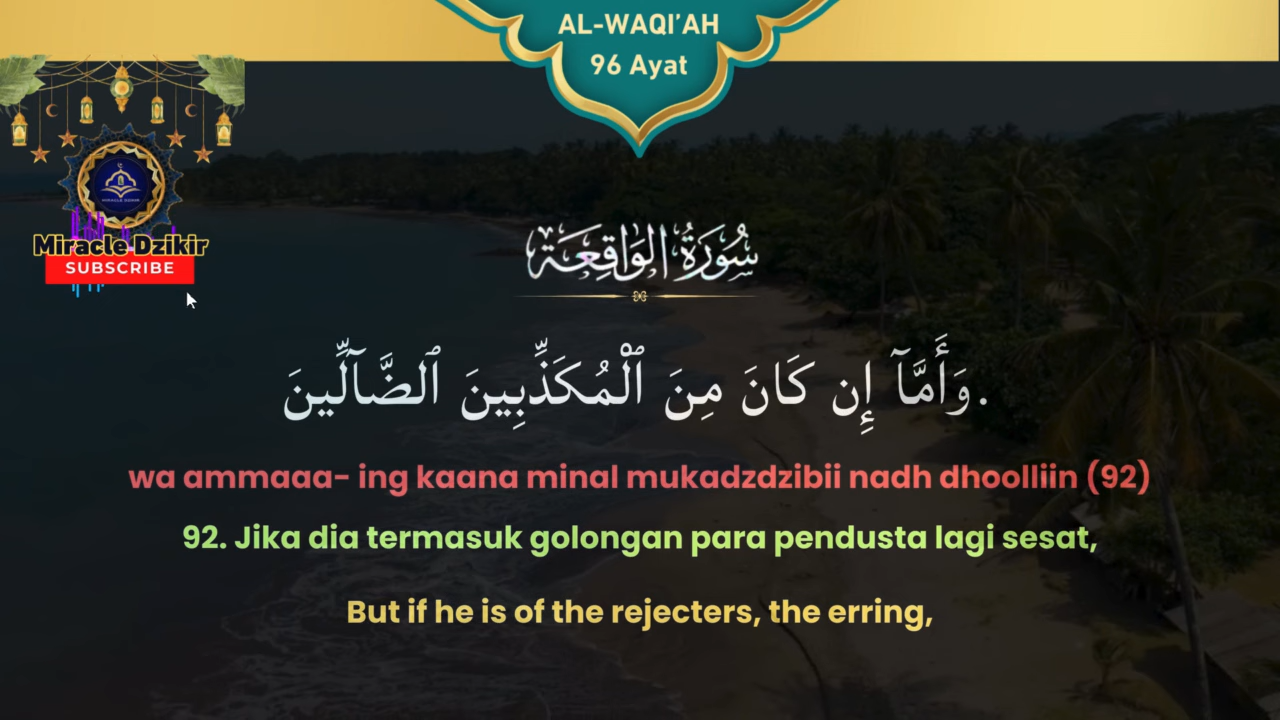 AL-WAQI'AH
96 Ayat
MIRACLE DZIKIR
Miracle Dzikir
SUBSCRIBE
سُورَةُ الوَاقِعَة
وَأَمَّآ إِن كَانَ مِنَ ٱلْمُكَذِّبِينَ ٱلضَّآلِّينَ.
wa ammaaa- ing kaana minal mukadzdzibii nadh dhoolliin (92)
92. Jika dia termasuk golongan para pendusta lagi sesat,
But if he is of the rejecters, the erring,